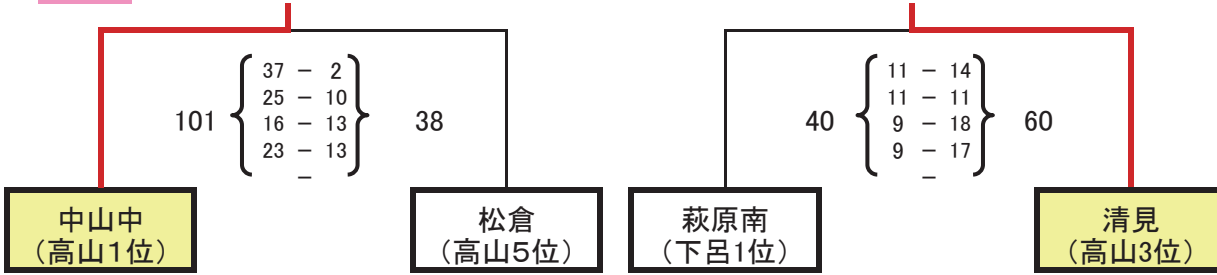 37 － 2
25 － 10
16 － 13
23 － 13
－
101
38
11 － 14
11 － 11
9 － 18
9 － 17
－
40
60
中山中
（高山１位）
松倉
（高山５位）
萩原南
（下呂1位）
清見
（高山3位）